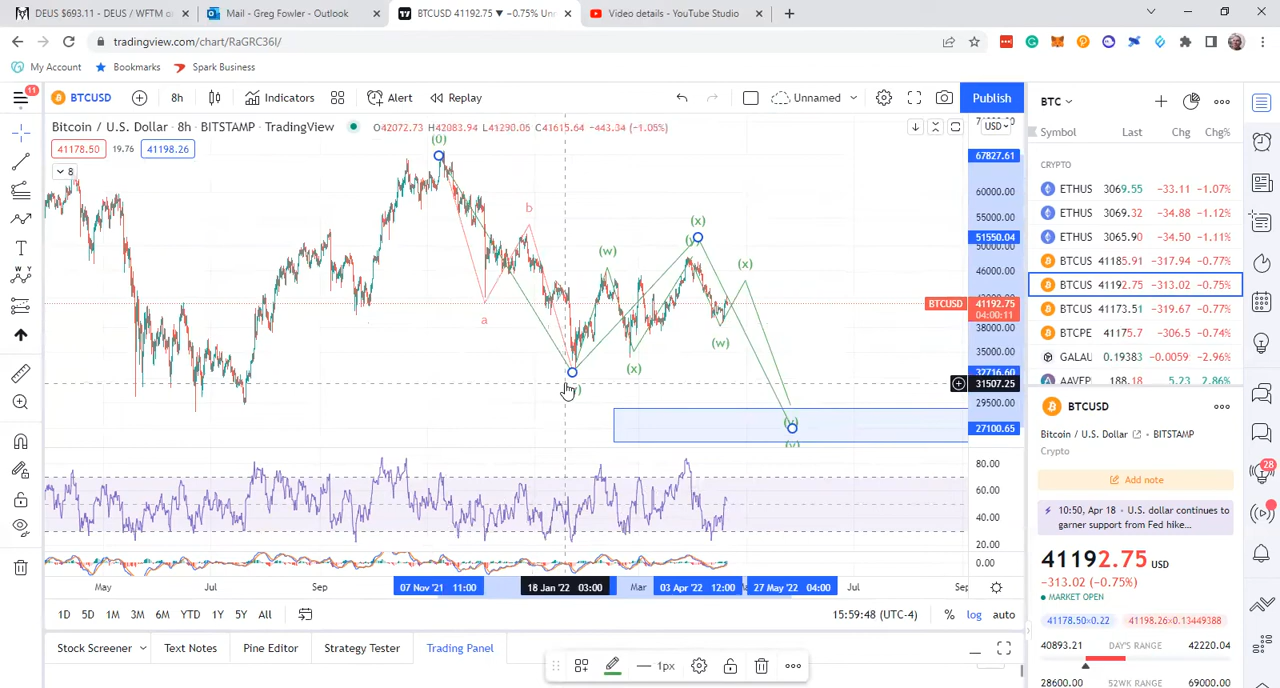 DEUS $693.11 - DEUS / WFTM d
Mail - Greg Fowler - Outlook
BTCUSD 41192.75 ▼ −0.75% Un
Video details - YouTube Studio
tradingview.com/chart/RaGRC36I/
My Account
Bookmarks
Spark Business
11
BTCUSD
8h
Indicators
Alert
Replay
Unnamed
Publish
BTC
Bitcoin / U.S. Dollar · 8h · BITSTAMP · TradingView
O42072.73 H42083.94 L41290.06 C41615.64 −443.34 (−1.05%)
USD
41178.50
19.76
41198.26
8
Symbol
Last
Chg
Chg%
CRYPTO
ETHUS 3069.55 −33.11 −1.07%
ETHUS 3069.32 −34.88 −1.12%
ETHUS 3065.90 −34.50 −1.11%
BTCUS 41185.91 −317.94 −0.77%
BTCUS 41192.75 −313.02 −0.75%
BTCUS 41173.51 −319.67 −0.77%
BTCPE 41175.7 −306.5 −0.74%
GALAU 0.19383 −0.0059 −2.96%
AAVEP 188.18 5.23 2.86%
(0)
b
a
(w)
(x)
(x)
(w)
(x)
67827.61
60000.00
55000.00
51550.04
50000.00
46000.00
BTCUSD
41192.75
04:00:11
38000.00
35000.00
32716.60
31507.25
29500.00
27100.65
80.00
60.00
40.00
20.00
0.00
May
Jul
Sep
07 Nov '21 11:00
18 Jan '22 03:00
Mar
03 Apr '22 12:00
27 May '22 04:00
Jul
Sep
1D 5D 1M 3M 6M YTD 1Y 5Y All
15:59:48 (UTC-4)
%
log
auto
Stock Screener
Text Notes
Pine Editor
Strategy Tester
Trading Panel
1px
BTCUSD
Bitcoin / U.S. Dollar
BITSTAMP
Crypto
Add note
10:50, Apr 18 • U.S. dollar continues to
garner support from Fed hike...
41192.75 USD
−313.02 (−0.75%)
MARKET OPEN
41178.50×0.22
41198.26×0.13449388
40893.21
DAY'S RANGE
42220.04
28600.00
52WK RANGE
69000.00
28